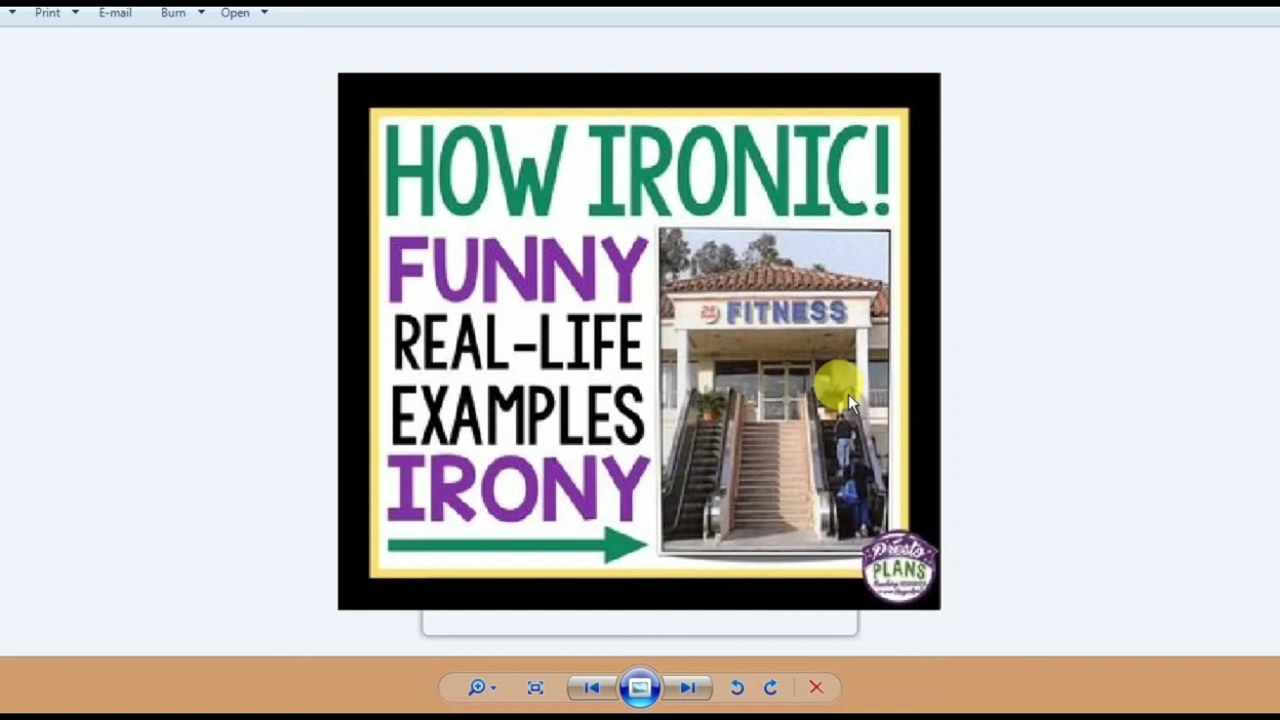 Print
E-mail
Burn
Open
HOW IRONIC!
FUNNY
REAL-LIFE
EXAMPLES
IRONY
FITNESS
Presto
PLANS